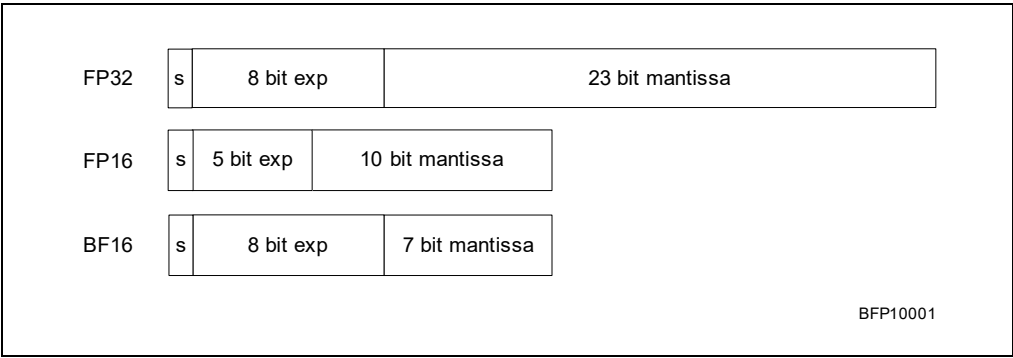 FP32 s 8 bit exp 23 bit mantissa
FP16 s 5 bit exp 10 bit mantissa
BF16 s 8 bit exp 7 bit mantissa
BFP10001